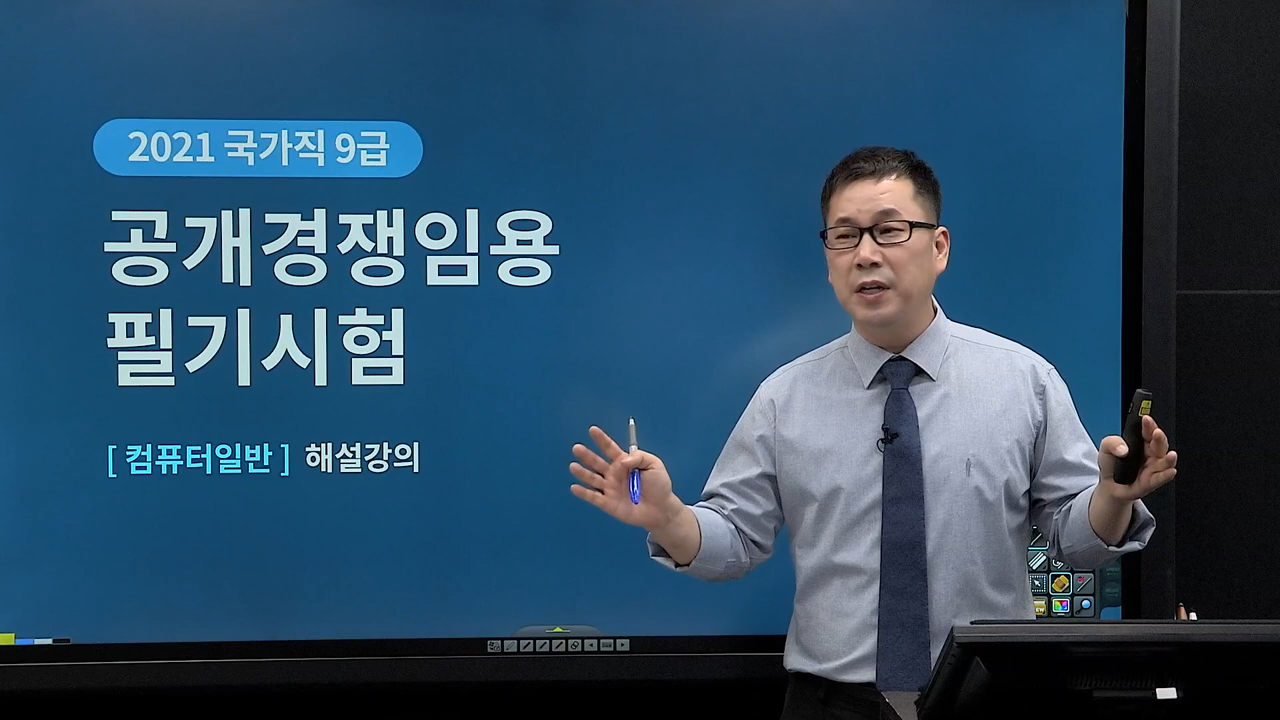 2021 국가직 9급
공개경쟁임용
필기시험
[ 컴퓨터일반 ] 해설강의